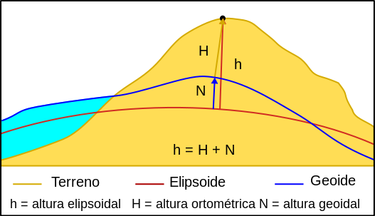 H
h
N
h = H + N
Terreno Elipsoide Geoide
h = altura elipsoidal H = altura ortométrica N = altura geoidal